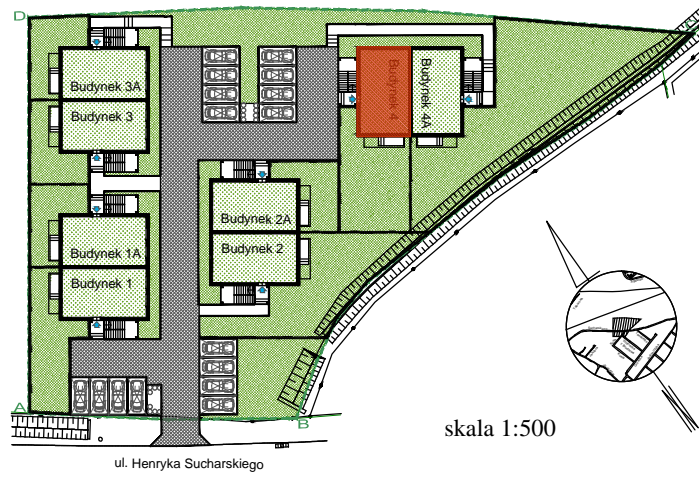 D
Budynek 3A
Budynek 3
Budynek 4
Budynek 4A
Budynek 2A
Budynek 2
Budynek 1A
Budynek 1
A
B
skala 1:500
ul. Henryka Sucharskiego